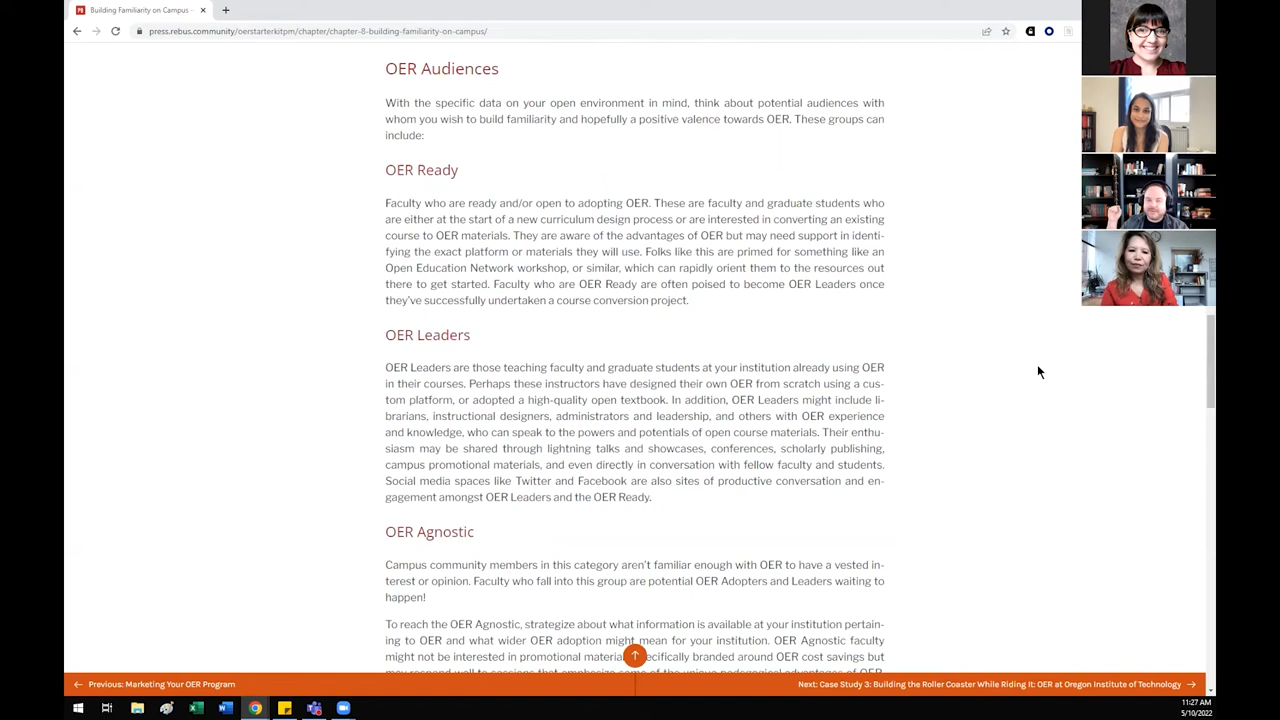 Building Familiarity on Campus -
press.rebus.community/oerstarterkitpm/chapter/chapter-8-building-familiarity-on-campus/
OER Audiences
With the specific data on your open environment in mind, think about potential audiences with
whom you wish to build familiarity and hopefully a positive valence towards OER. These groups can
include:
OER Ready
Faculty who are ready and/or open to adopting OER. These are faculty and graduate students who
are either at the start of a new curriculum design process or are interested in converting an existing
course to OER materials. They are aware of the advantages of OER but may need support in identi-
fying the exact platform or materials they will use. Folks like this are primed for something like an
Open Education Network workshop, or similar, which can rapidly orient them to the resources out
there to get started. Faculty who are OER Ready are often poised to become OER Leaders once
they've successfully undertaken a course conversion project.
OER Leaders
OER Leaders are those teaching faculty and graduate students at your institution already using OER
in their courses. Perhaps these instructors have designed their own OER from scratch using a cus-
tom platform, or adopted a high-quality open textbook. In addition, OER Leaders might include li-
brarians, instructional designers, administrators and leadership, and others with OER experience
and knowledge, who can speak to the powers and potentials of open course materials. Their enthu-
siasm may be shared through lightning talks and showcases, conferences, scholarly publishing,
campus promotional materials, and even directly in conversation with fellow faculty and students.
Social media spaces like Twitter and Facebook are also sites of productive conversation and en-
gagement amongst OER Leaders and the OER Ready.
OER Agnostic
Campus community members in this category aren't familiar enough with OER to have a vested in-
terest or opinion. Faculty who fall into this group are potential OER Adopters and Leaders waiting to
happen!
To reach the OER Agnostic, strategize about what information is available at your institution pertain-
ing to OER and what wider OER adoption might mean for your institution. OER Agnostic faculty
might not be interested in promotional specifically branded around OER cost savings but
Previous: Marketing Your OER Program
Next: Case Study 3: Building the Roller Coaster While Riding It: OER at Oregon Institute of Technology
11:27 AM
5/10/2022